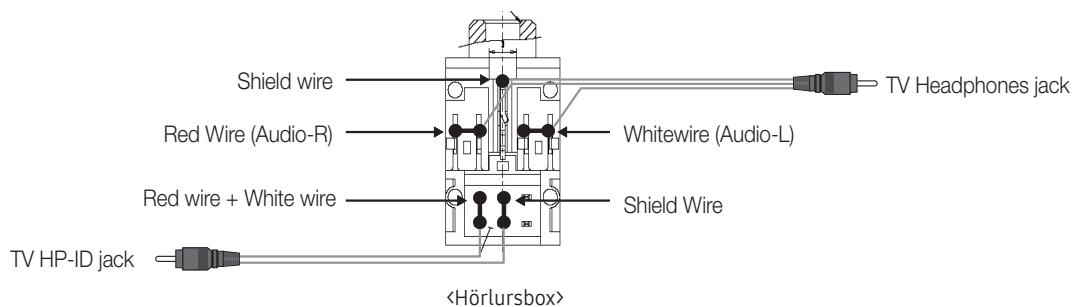 Shield wire
TV Headphones jack
Red Wire (Audio-R)
Whitewire (Audio-L)
Red wire + White wire
Shield Wire
TV HP-ID jack
<Hörlursbox>